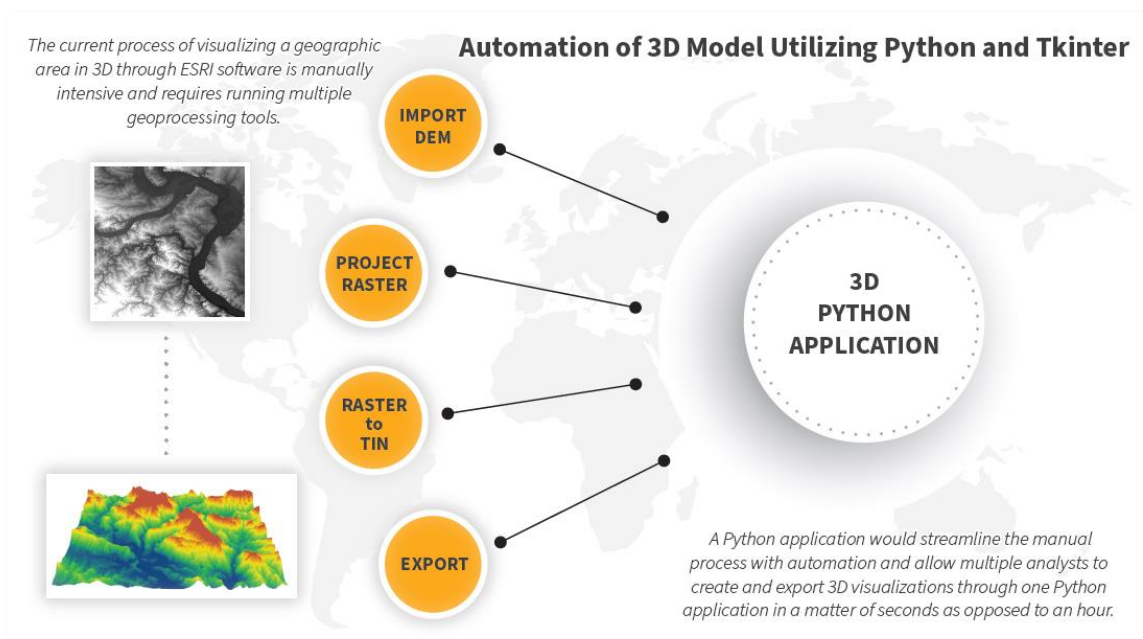 Automation of 3D Model Utilizing Python and Tkinter
The current process of visualizing a geographic
area in 3D through ESRI software is manually
intensive and requires running multiple
geoprocessing tools.
IMPORT
DEM
PROJECT
RASTER
RASTER
to
TIN
EXPORT
3D
PYTHON
APPLICATION
A Python application would streamline the manual
process with automation and allow multiple analysts to
create and export 3D visualizations through one Python
application in a matter of seconds as opposed to an hour.